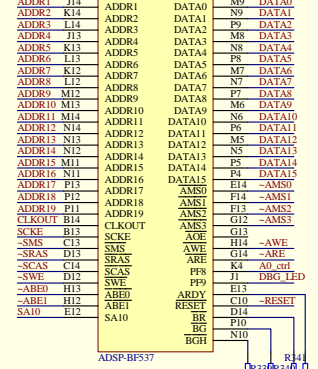 ADDR1 J14 ADDR1 DATA0 M9 DATA0
ADDR2 K14 ADDR2 DATA1 N9 DATA1
ADDR3 L14 ADDR3 DATA2 P9 DATA2
ADDR4 J13 ADDR4 DATA3 M8 DATA3
ADDR5 K13 ADDR5 DATA4 N8 DATA4
ADDR6 L13 ADDR6 DATA5 P8 DATA5
ADDR7 K12 ADDR7 DATA6 M7 DATA6
ADDR8 L12 ADDR8 DATA7 N7 DATA7
ADDR9 M12 ADDR9 DATA8 P7 DATA8
ADDR10 M13 ADDR10 DATA9 M6 DATA9
ADDR11 M14 ADDR11 DATA10 N6 DATA10
ADDR12 N14 ADDR12 DATA11 P6 DATA11
ADDR13 N13 ADDR13 DATA12 M5 DATA12
ADDR14 N12 ADDR14 DATA13 N5 DATA13
ADDR15 M11 ADDR15 DATA14 P5 DATA14
ADDR16 N11 ADDR16 DATA15 P4 DATA15
ADDR17 P13 ADDR17 AMS0 E14 ~AMS0
ADDR18 P12 ADDR18 AMS1 F14 ~AMS1
ADDR19 P11 ADDR19 AMS2 F13 ~AMS2
CLKOUT B14 CLKOUT AMS3 G12 ~AMS3
SCKE B13 SCKE AOE G13
~SMS C13 SMS AWE H14 ~AWE
~SRAS D13 SRAS ARE G14 ~ARE
~SCAS C14 SCAS PF8 K4 A0_ctrl
~SWE D12 SWE PF9 J1 DBG_LED
~ABE0 H13 ABE0 ARDY E13
~ABE1 H12 ABE1 RESET C10 ~RESET
SA10 E12 SA10 BR D14
BG P10
BGH N10
ADSP-BF537 R341